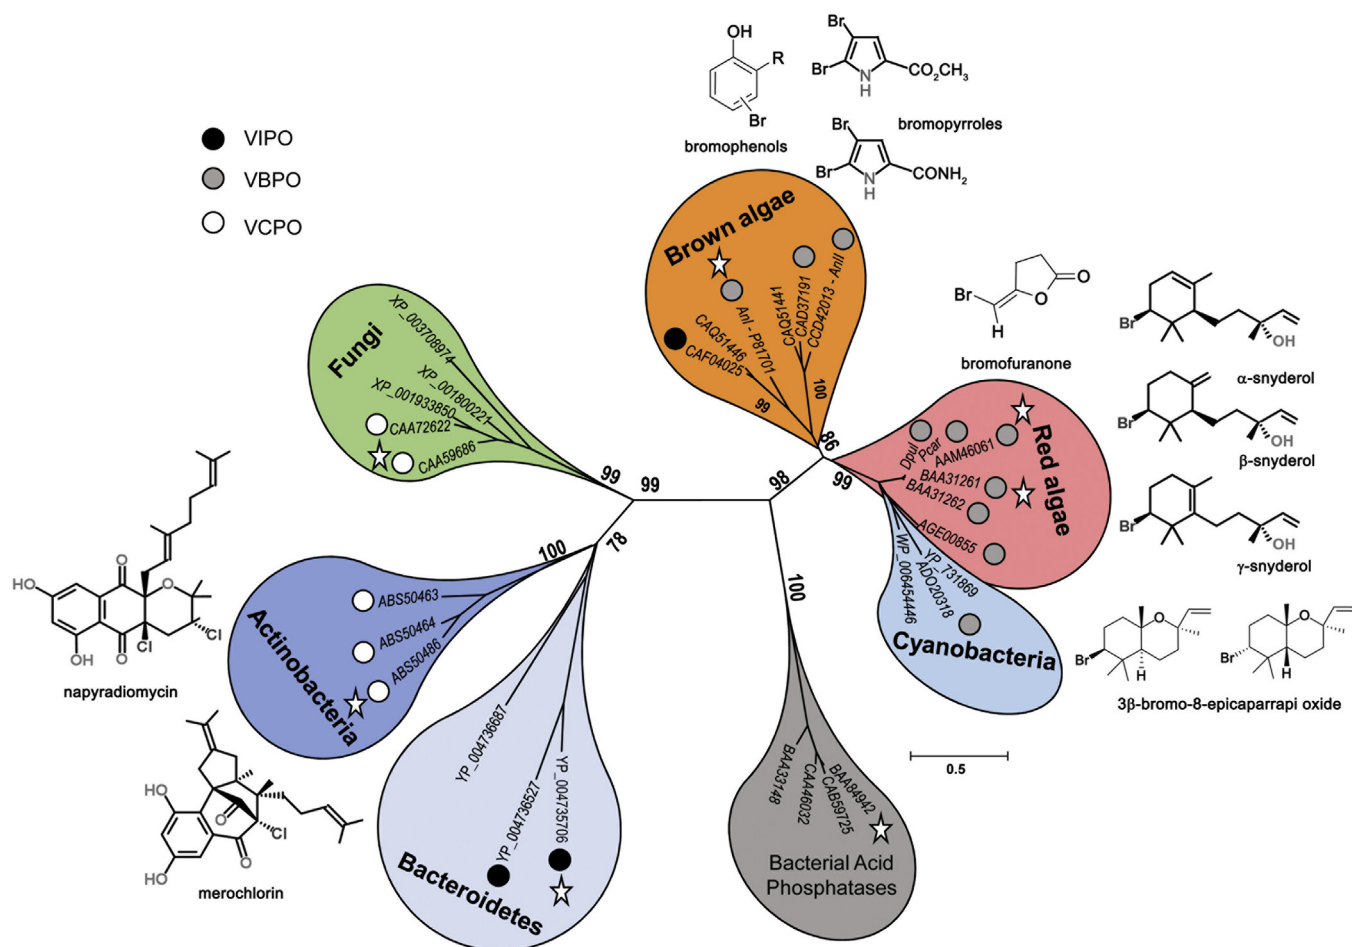 VIPO
VBPO
VCPO
OH
R
Br
bromophenols
Br
Br
N
H
CO2CH3
bromopyrroles
Br
Br
N
H
CONH2
Brown algae
AnI - P81701
CAQ51446
CAF04025
CAQ51441
CAD37191
CCD42013 - AnII
99
100
86
Br
H
O
O
bromofuranone
Br
OH
α-snyderol
Br
OH
β-snyderol
Br
OH
γ-snyderol
Red algae
Dpul
Pcar
AAM46061
BAA31261
BAA31262
AGE00855
99
Cyanobacteria
YP_731869
ADO20318
WP_006454446
Br
O
H
Br
O
H
3β-bromo-8-epicaparrapi oxide
0.5
Fungi
XP_003708974
XP_001800221
XP_001933850
CAA72622
CAA59686
99
99
98
78
100
Actinobacteria
ABS50463
ABS50464
ABS50486
100
Bacteroidetes
YP_004736687
YP_004736527
YP_004735706
BAA33148
CAA46032
CAB59725
BAA84942
Bacterial Acid
Phosphatases
HO
OH
O
O
O
Cl
Cl
napyradiomycin
HO
HO
O
O
Cl
merochlorin